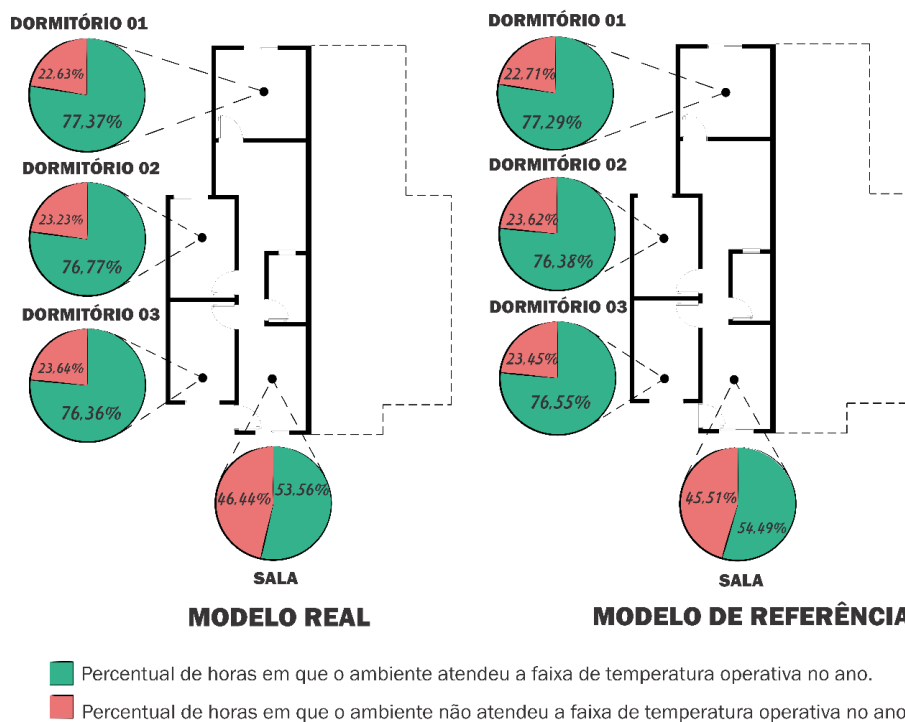 DORMITÓRIO 01
22.63%
77,37%
DORMITÓRIO 02
23.23%
76,77%
DORMITÓRIO 03
23,64%
76,36%
46,44%
53.56%
SALA
MODELO REAL
DORMITÓRIO 01
22,71%
77,29%
DORMITÓRIO 02
23.62%
76,38%
DORMITÓRIO 03
23,45%
76,55%
45,51%
54.49%
SALA
MODELO DE REFERÊNCIA
Percentual de horas em que o ambiente atendeu a faixa de temperatura operativa no ano.
Percentual de horas em que o ambiente não atendeu a faixa de temperatura operativa no ano